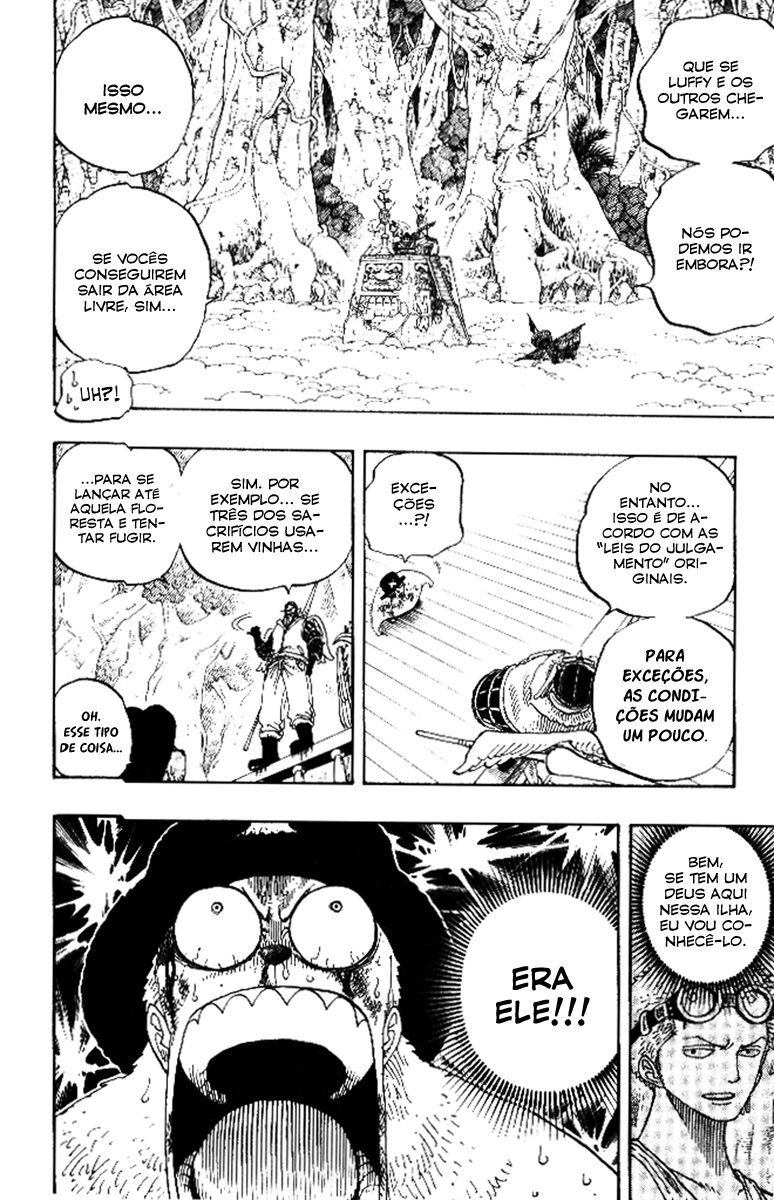 QUE SE
LUFFY E OS
OUTROS CHE-
GAREM...
NÓS PO-
DEMOS IR
EMBORA?!
ISSO
MESMO...
SE VOCÊS
CONSEGUIREM
SAIR DA ÁREA
LIVRE, SIM...
UH?!
NO
ENTANTO...
ISSO É DE A-
CORDO COM AS
“LEIS DO JULGA-
MENTO” ORI-
GINAIS.
PARA
EXCEÇÕES,
AS CONDI-
ÇÕES MUDAM
UM POUCO.
EXCE-
ÇÕES
...?!
SIM. POR
EXEMPLO... SE
TRÊS DOS SA-
CRIFÍCIOS USA-
REM VINHAS...
...PARA SE
LANÇAR ATÉ
AQUELA FLO-
RESTA E TEN-
TAR FUGIR.
OH.
ESSE TIPO
DE COISA...
BEM,
SE TEM UM
DEUS AQUI
NESSA ILHA,
EU VOU CO-
NHECÊ-LO.
ERA
ELE!!!